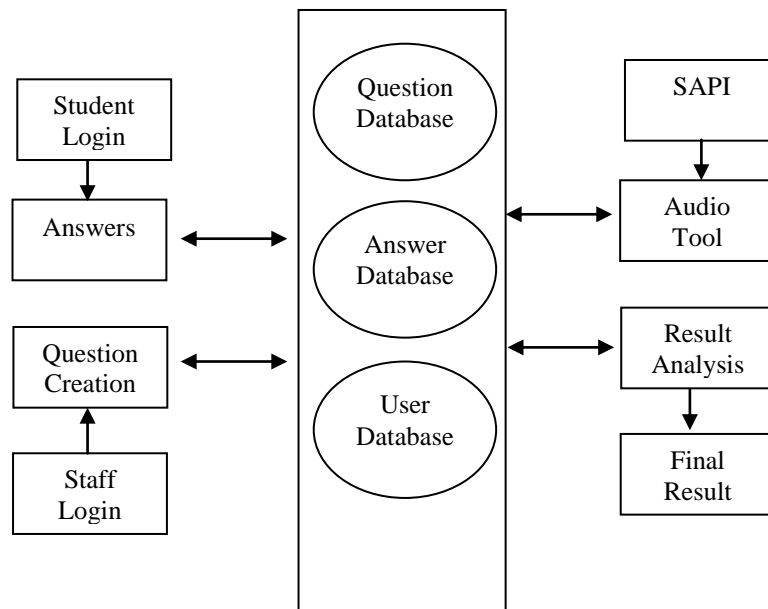 Student
Login
Answers
Question
Creation
Staff
Login
Question
Database
Answer
Database
User
Database
SAPI
Audio
Tool
Result
Analysis
Final
Result